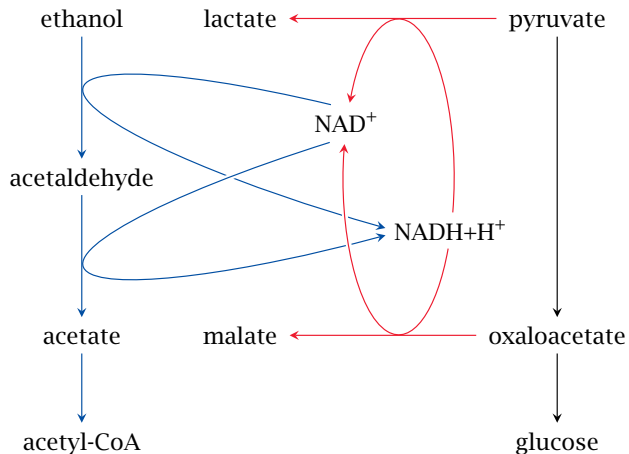 ethanol
lactate
pyruvate
NAD⁺
acetaldehyde
NADH+H⁺
acetate
malate
oxaloacetate
acetyl-CoA
glucose